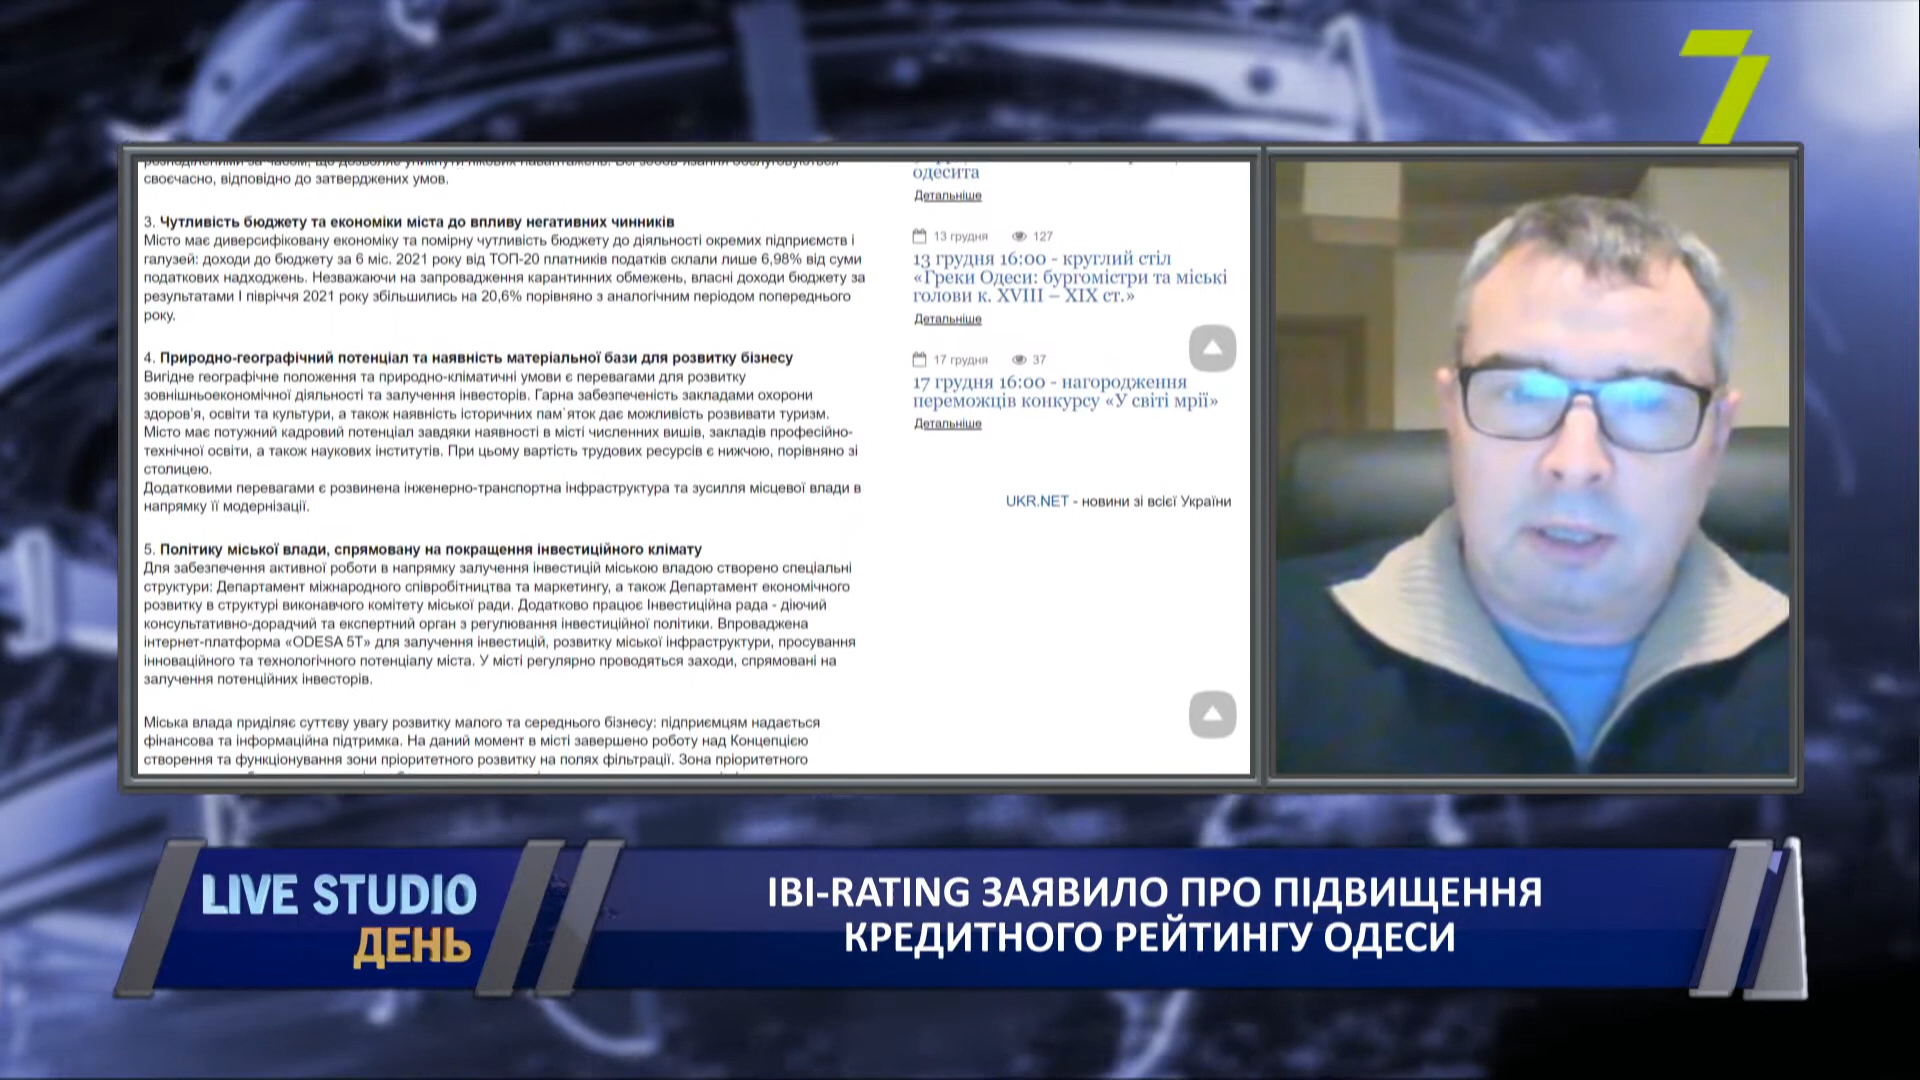 7
своєчасно, відповідно до затверджених умов.
3. Чутливість бюджету та економіки міста до впливу негативних чинників
Місто має диверсифіковану економіку та помірну чутливість бюджету до діяльності окремих підприємств і
галузей: доходи до бюджету за 6 міс. 2021 року від ТОП-20 платників податків склали лише 6,98% від суми
податкових надходжень. Незважаючи на запровадження карантинних обмежень, власні доходи бюджету за
результатами I півріччя 2021 року збільшились на 20,6% порівняно з аналогічним періодом попереднього
року.
4. Природно-географічний потенціал та наявність матеріальної бази для розвитку бізнесу
Вигідне географічне положення та природно-кліматичні умови є перевагами для розвитку
зовнішньоекономічної діяльності та залучення інвесторів. Гарна забезпеченість закладами охорони
здоров'я, освіти та культури, а також наявність історичних пам`яток дає можливість розвивати туризм.
Місто має потужний кадровий потенціал завдяки наявності в місті численних вишів, закладів професійно-
технічної освіти, а також наукових інститутів. При цьому вартість трудових ресурсів є нижчою, порівняно зі
столицею.
Додатковими перевагами є розвинена інженерно-транспортна інфраструктура та зусилля місцевої влади в
напрямку її модернізації.
5. Політику міської влади, спрямовану на покращення інвестиційного клімату
Для забезпечення активної роботи в напрямку залучення інвестицій міською владою створено спеціальні
структури: Департамент міжнародного співробітництва та маркетингу, а також Департамент економічного
розвитку в структурі виконавчого комітету міської ради. Додатково працює Інвестиційна рада - діючий
консультативно-дорадчий та експертний орган з регулювання інвестиційної політики. Впроваджена
інтернет-платформа «ODESA 5T» для залучення інвестицій, розвитку міської інфраструктури, просування
інноваційного та технологічного потенціалу міста. У місті регулярно проводяться заходи, спрямовані на
залучення потенційних інвесторів.
Міська влада приділяє суттєву увагу розвитку малого та середнього бізнесу: підприємцям надається
фінансова та інформаційна підтримка. На даний момент в місті завершено роботу над Концепцією
створення та функціонування зони пріоритетного розвитку на полях фільтрації. Зона пріоритетного
одесита
Детальніше
13 грудня 127
13 грудня 16:00 - круглий стіл
«Греки Одеси: бургомістри та міські
голови к. XVIII – XIX ст.»
Детальніше
17 грудня 37
17 грудня 16:00 - нагородження
переможців конкурсу «У світі мрії»
Детальніше
UKR.NET - новини зі всієї України
LIVE STUDIO
ДЕНЬ
IBI-RATING ЗАЯВИЛО ПРО ПІДВИЩЕННЯ
КРЕДИТНОГО РЕЙТИНГУ ОДЕСИ